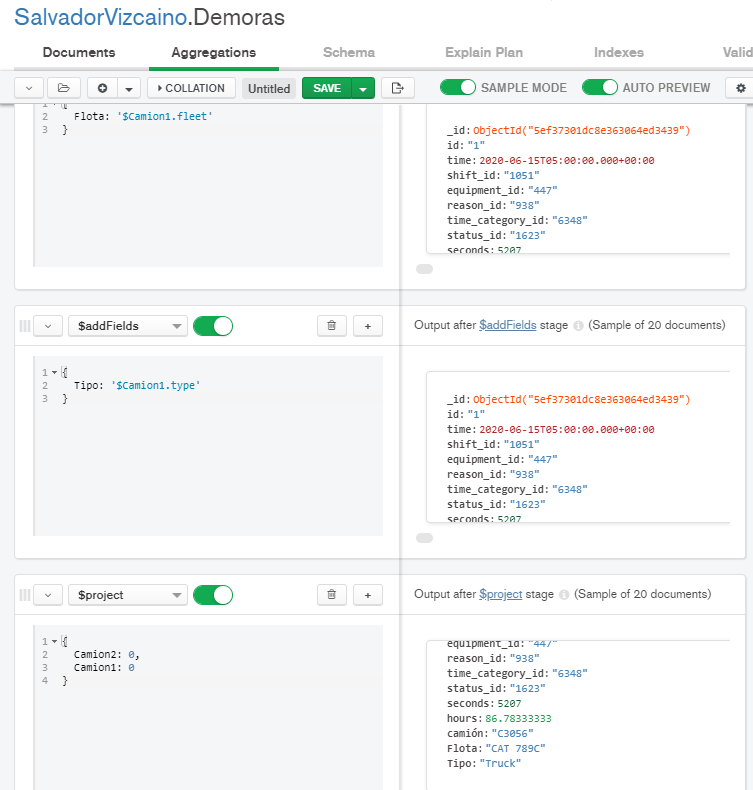 SalvadorVizcaino.Demoras
Documents Aggregations Schema Explain Plan Indexes Valid
COLLATION Untitled SAVE SAMPLE MODE AUTO PREVIEW
1 {
2 Flota: '$Camion1.fleet'
3 }
_id: ObjectId("5ef37301dc8e363064ed3439")
id: "1"
time: 2020-06-15T05:00:00.000+00:00
shift_id: "1051"
equipment_id: "447"
reason_id: "938"
time_category_id: "6348"
status_id: "1623"
seconds: 5207
$addFields
Output after $addFields stage (Sample of 20 documents)
1 {
2 Tipo: '$Camion1.type'
3 }
_id: ObjectId("5ef37301dc8e363064ed3439")
id: "1"
time: 2020-06-15T05:00:00.000+00:00
shift_id: "1051"
equipment_id: "447"
reason_id: "938"
time_category_id: "6348"
status_id: "1623"
seconds: 5207
$project
Output after $project stage (Sample of 20 documents)
1 {
2 Camion2: 0,
3 Camion1: 0
4 }
equipment_id: "447"
reason_id: "938"
time_category_id: "6348"
status_id: "1623"
seconds: 5207
hours: 86.78333333
camión: "C3056"
Flota: "CAT 789C"
Tipo: "Truck"